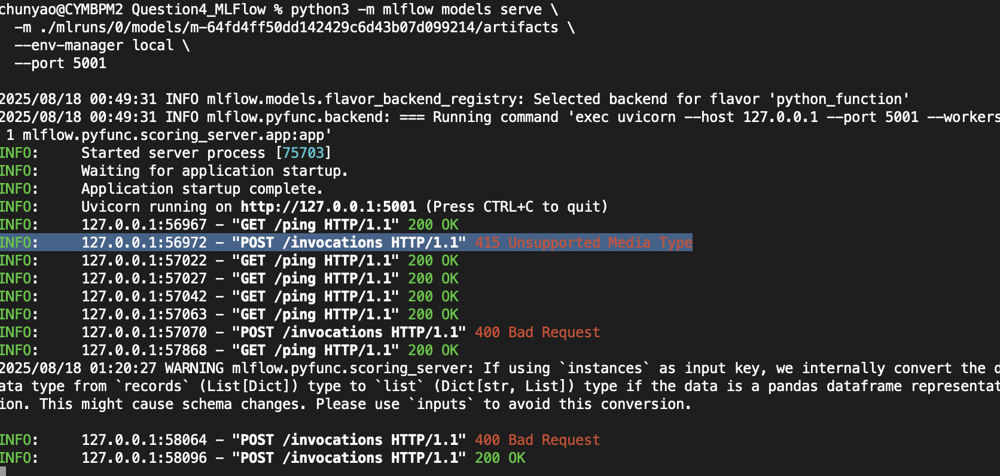 chunyao@CYMBPM2 Question4_MLFlow % python3 -m mlflow models serve \
-m ./mlruns/0/models/m-64fd4ff50dd142429c6d43b07d099214/artifacts \
--env-manager local \
--port 5001
2025/08/18 00:49:31 INFO mlflow.models.flavor_backend_registry: Selected backend for flavor 'python_function'
2025/08/18 00:49:31 INFO mlflow.pyfunc.backend: === Running command 'exec uvicorn --host 127.0.0.1 --port 5001 --workers
1 mlflow.pyfunc.scoring_server.app:app'
INFO: Started server process [75703]
INFO: Waiting for application startup.
INFO: Application startup complete.
INFO: Uvicorn running on http://127.0.0.1:5001 (Press CTRL+C to quit)
INFO: 127.0.0.1:56967 - "GET /ping HTTP/1.1" 200 OK
INFO: 127.0.0.1:56972 - "POST /invocations HTTP/1.1" 415 Unsupported Media Type
INFO: 127.0.0.1:57022 - "GET /ping HTTP/1.1" 200 OK
INFO: 127.0.0.1:57027 - "GET /ping HTTP/1.1" 200 OK
INFO: 127.0.0.1:57042 - "GET /ping HTTP/1.1" 200 OK
INFO: 127.0.0.1:57063 - "GET /ping HTTP/1.1" 200 OK
INFO: 127.0.0.1:57070 - "POST /invocations HTTP/1.1" 400 Bad Request
INFO: 127.0.0.1:57868 - "GET /ping HTTP/1.1" 200 OK
2025/08/18 01:20:27 WARNING mlflow.pyfunc.scoring_server: If using `instances` as input key, we internally convert the d
ata type from `records` (List[Dict]) type to `list` (Dict[str, List]) type if the data is a pandas dataframe representat
ion. This might cause schema changes. Please use `inputs` to avoid this conversion.
INFO: 127.0.0.1:58064 - "POST /invocations HTTP/1.1" 400 Bad Request
INFO: 127.0.0.1:58096 - "POST /invocations HTTP/1.1" 200 OK